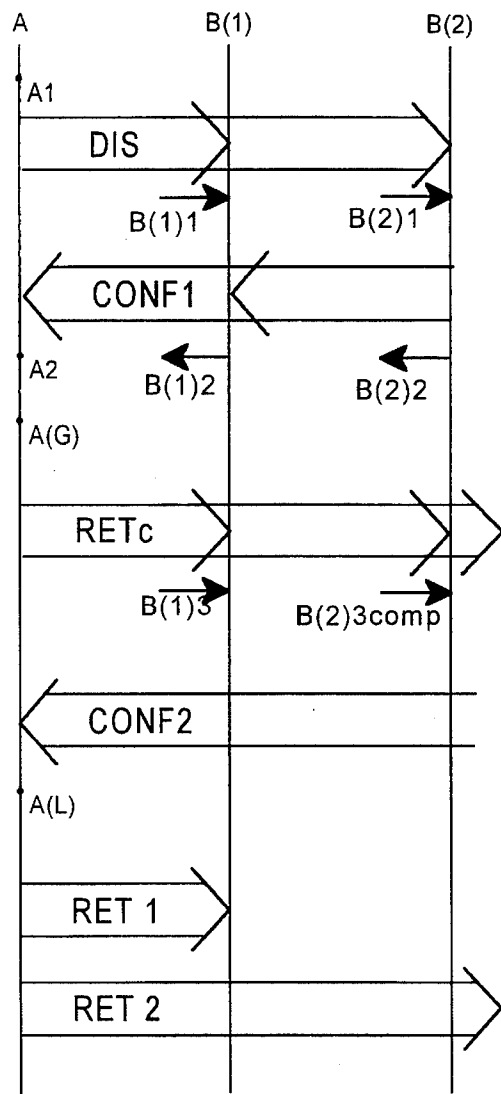 A B(1) B(2)
A1
DIS
B(1)1 B(2)1
CONF1
A2 B(1)2 B(2)2
A(G)
RETc
B(1)3 B(2)3comp
CONF2
A(L)
RET 1
RET 2